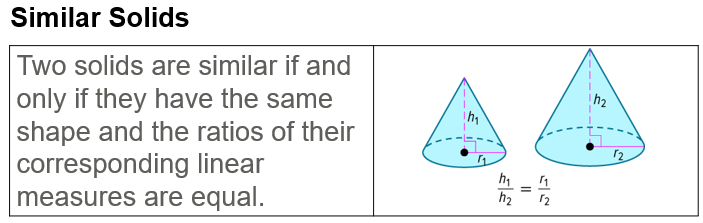 Similar Solids
Two solids are similar if and
only if they have the same
shape and the ratios of their
corresponding linear
measures are equal.
h₁
r₁
h₂
r₂
h₁/h₂ = r₁/r₂